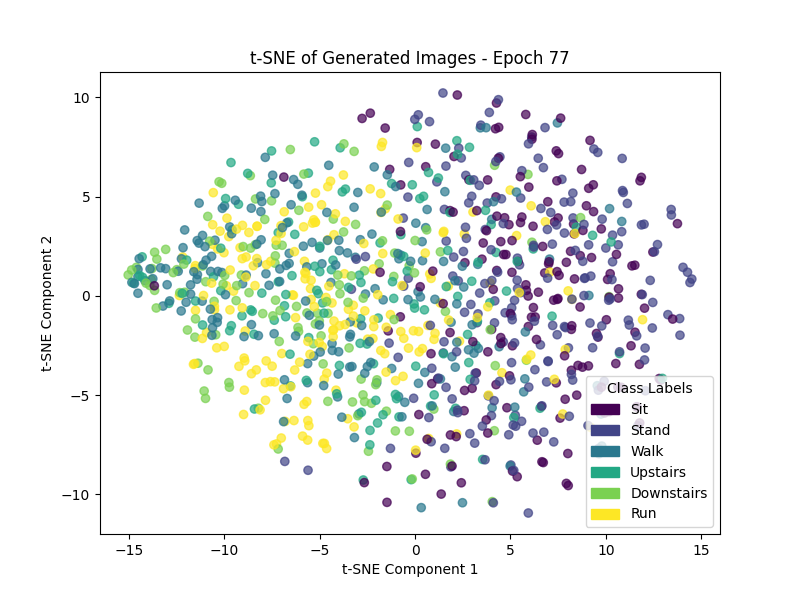 t-SNE of Generated Images - Epoch 77
10
5
0
−5
−10
t-SNE Component 2
−15
−10
−5
0
5
10
15
t-SNE Component 1
Class Labels
Sit
Stand
Walk
Upstairs
Downstairs
Run